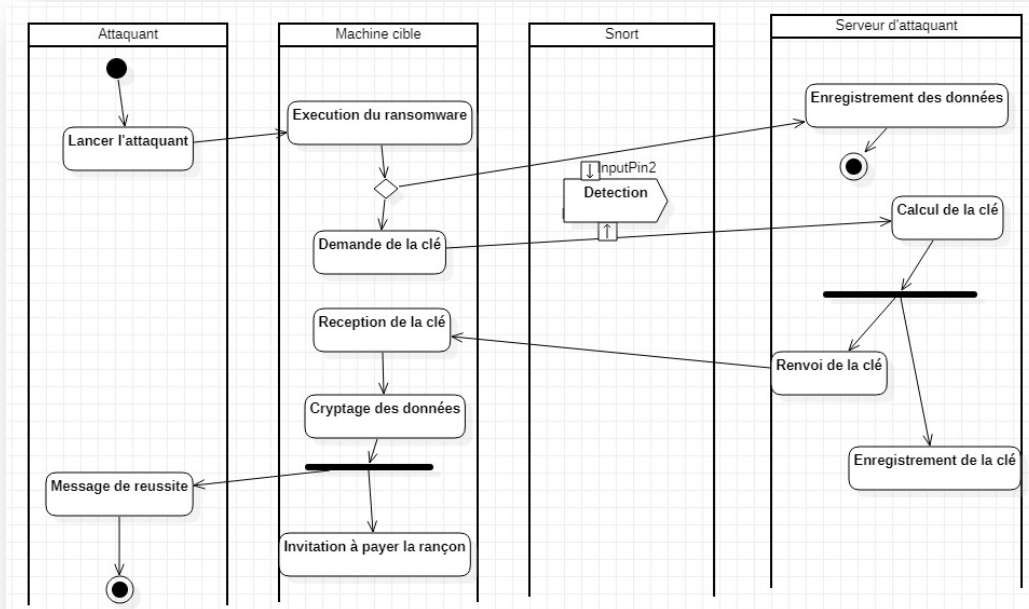 Attaquant
Machine cible
Snort
Serveur d'attaquant
Lancer l'attaquant
Execution du ransomware
Enregistrement des données
InputPin2
Detection
Demande de la clé
Calcul de la clé
Reception de la clé
Renvoi de la clé
Cryptage des données
Enregistrement de la clé
Message de reussite
Invitation à payer la rançon